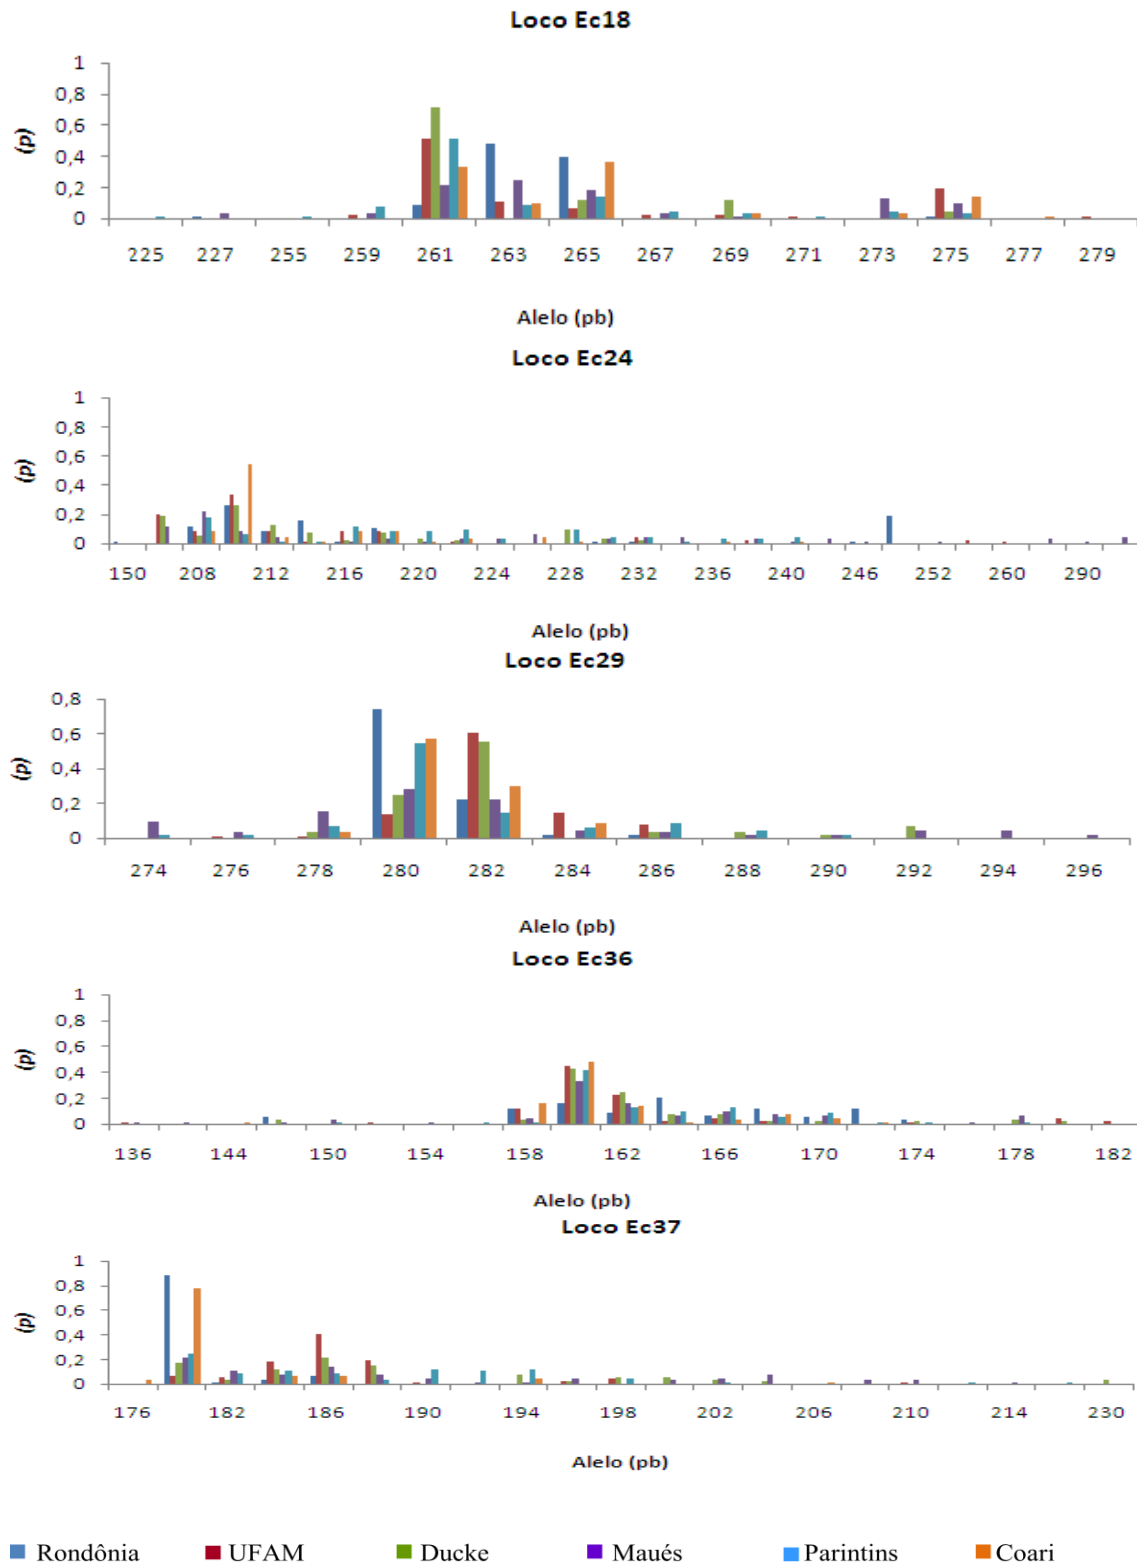 Loco Ec18
1
0,8
0,6
0,4
0,2
0
(p)
225 227 255 259 261 263 265 267 269 271 273 275 277 279
Alelo (pb)
Loco Ec24
1
0,8
0,6
0,4
0,2
0
(p)
150 208 212 216 220 224 228 232 236 240 246 252 260 290
Alelo (pb)
Loco Ec29
0,8
0,6
0,4
0,2
0
(p)
274 276 278 280 282 284 286 288 290 292 294 296
Alelo (pb)
Loco Ec36
1
0,8
0,6
0,4
0,2
0
(p)
136 144 150 154 158 162 166 170 174 178 182
Alelo (pb)
Loco Ec37
1
0,8
0,6
0,4
0,2
0
(p)
176 182 186 190 194 198 202 206 210 214 230
Alelo (pb)
Rondônia UFAM Ducke Maués Parintins Coari